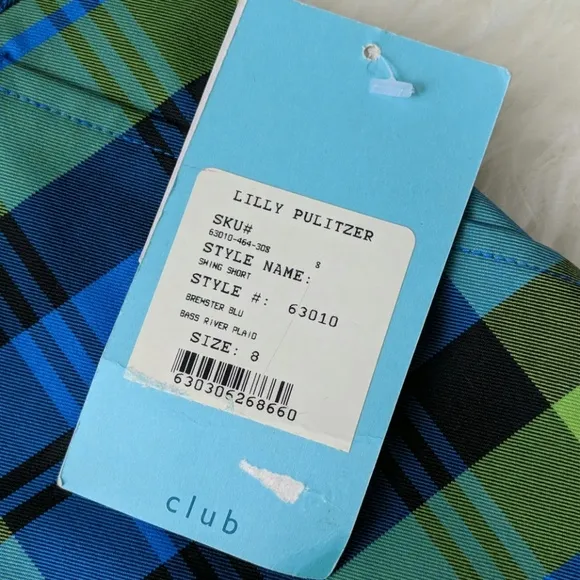 LILLY PULITZER
SKU#
63010-464-308 8
STYLE NAME:
SWING SHORT
STYLE #: 63010
BREWSTER BLU
BASS RIVER PLAID
SIZE: 8
630306268660
club